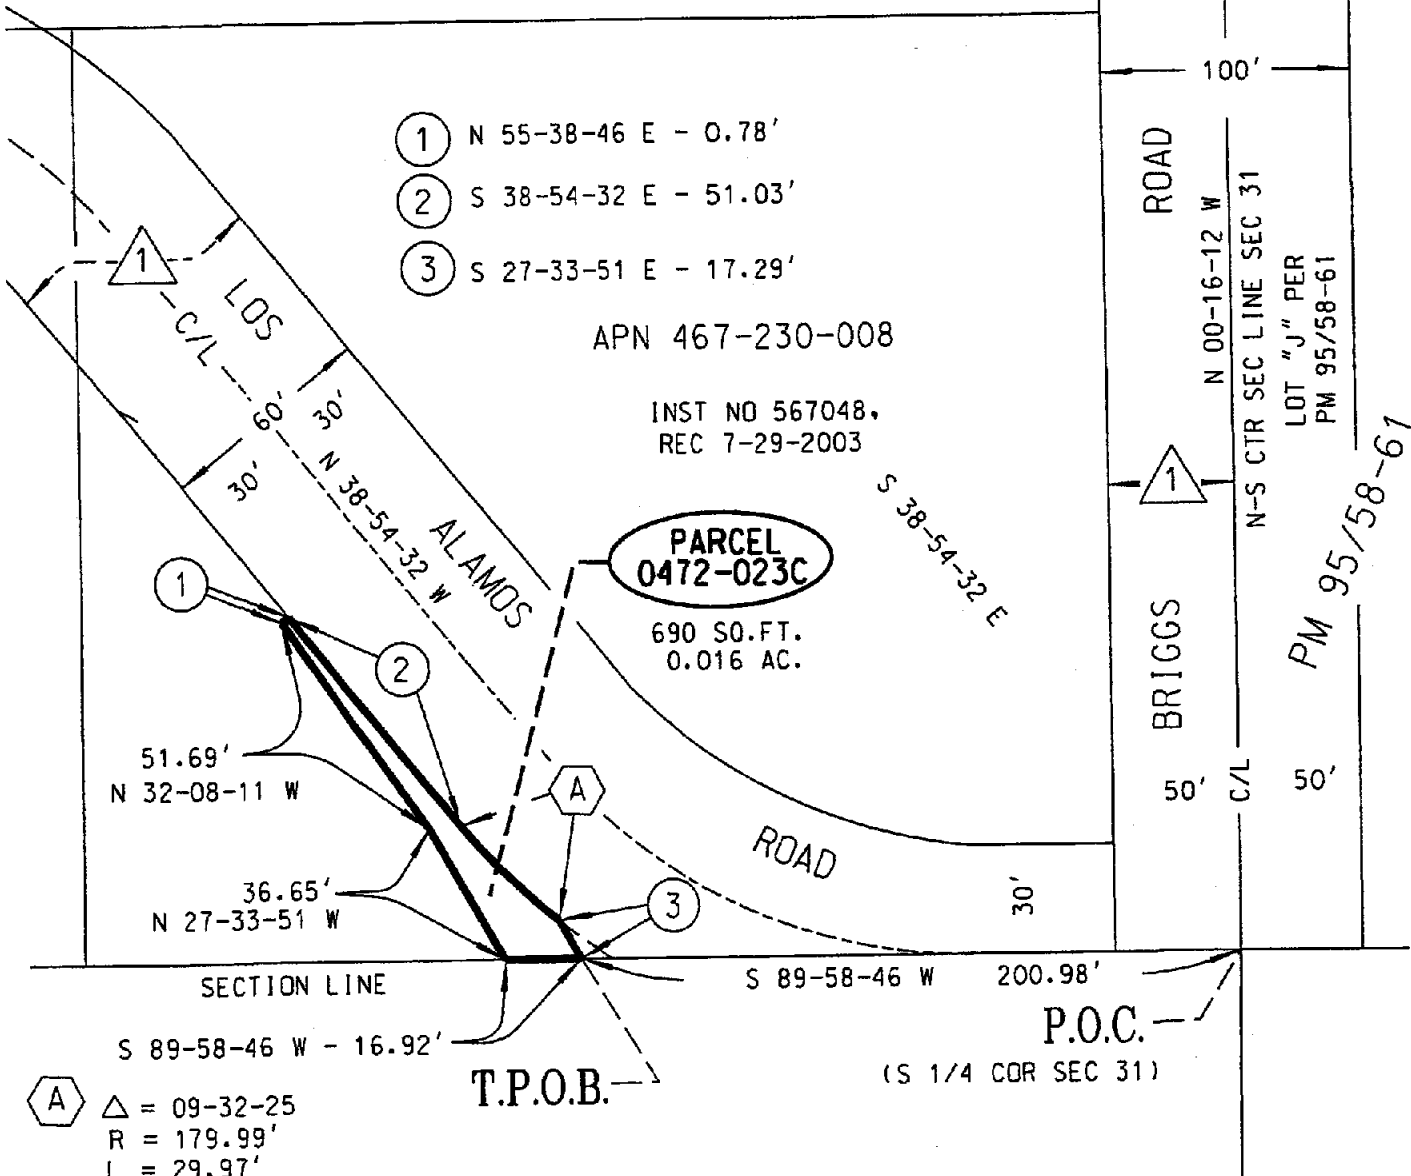 100'
1 N 55-38-46 E - 0.78'
2 S 38-54-32 E - 51.03'
3 S 27-33-51 E - 17.29'
APN 467-230-008
INST NO 567048.
REC 7-29-2003
1
C/L
LOS
60'
30'
30'
N 38-54-32 W
ALAMOS
ROAD
30'
S 38-54-32 E
PARCEL
0472-023C
690 SQ.FT.
0.016 AC.
ROAD
N 00-16-12 W
N-S CTR SEC LINE SEC 31
LOT "J" PER
PM 95/58-61
1
PM 95/58-61
BRIGGS
50'
C/L
50'
1
2
51.69'
N 32-08-11 W
A
36.65'
N 27-33-51 W
3
SECTION LINE
S 89-58-46 W 200.98'
S 89-58-46 W - 16.92'
T.P.O.B.
P.O.C.
(S 1/4 COR SEC 31)
A △ = 09-32-25
R = 179.99'
L = 29.97'